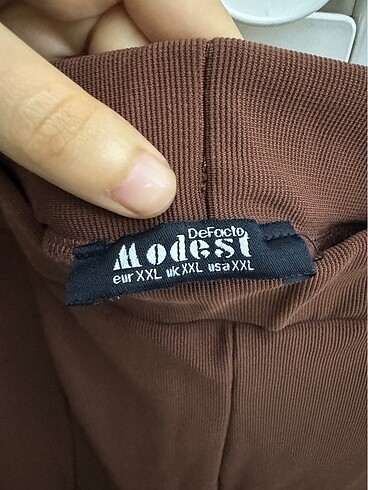 DeFacto
Modest
eur XXL uk XXL usa XXL